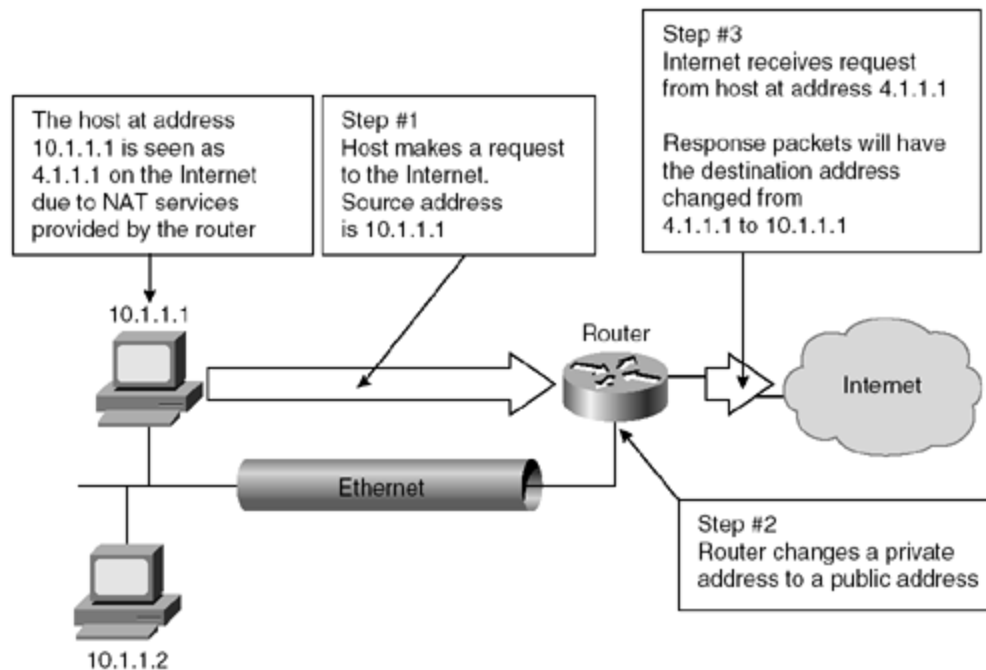 The host at address
10.1.1.1 is seen as
4.1.1.1 on the Internet
due to NAT services
provided by the router
Step #1
Host makes a request
to the Internet.
Source address
is 10.1.1.1
Step #3
Internet receives request
from host at address 4.1.1.1
Response packets will have
the destination address
changed from
4.1.1.1 to 10.1.1.1
10.1.1.1
Router
Internet
Ethernet
Step #2
Router changes a private
address to a public address
10.1.1.2